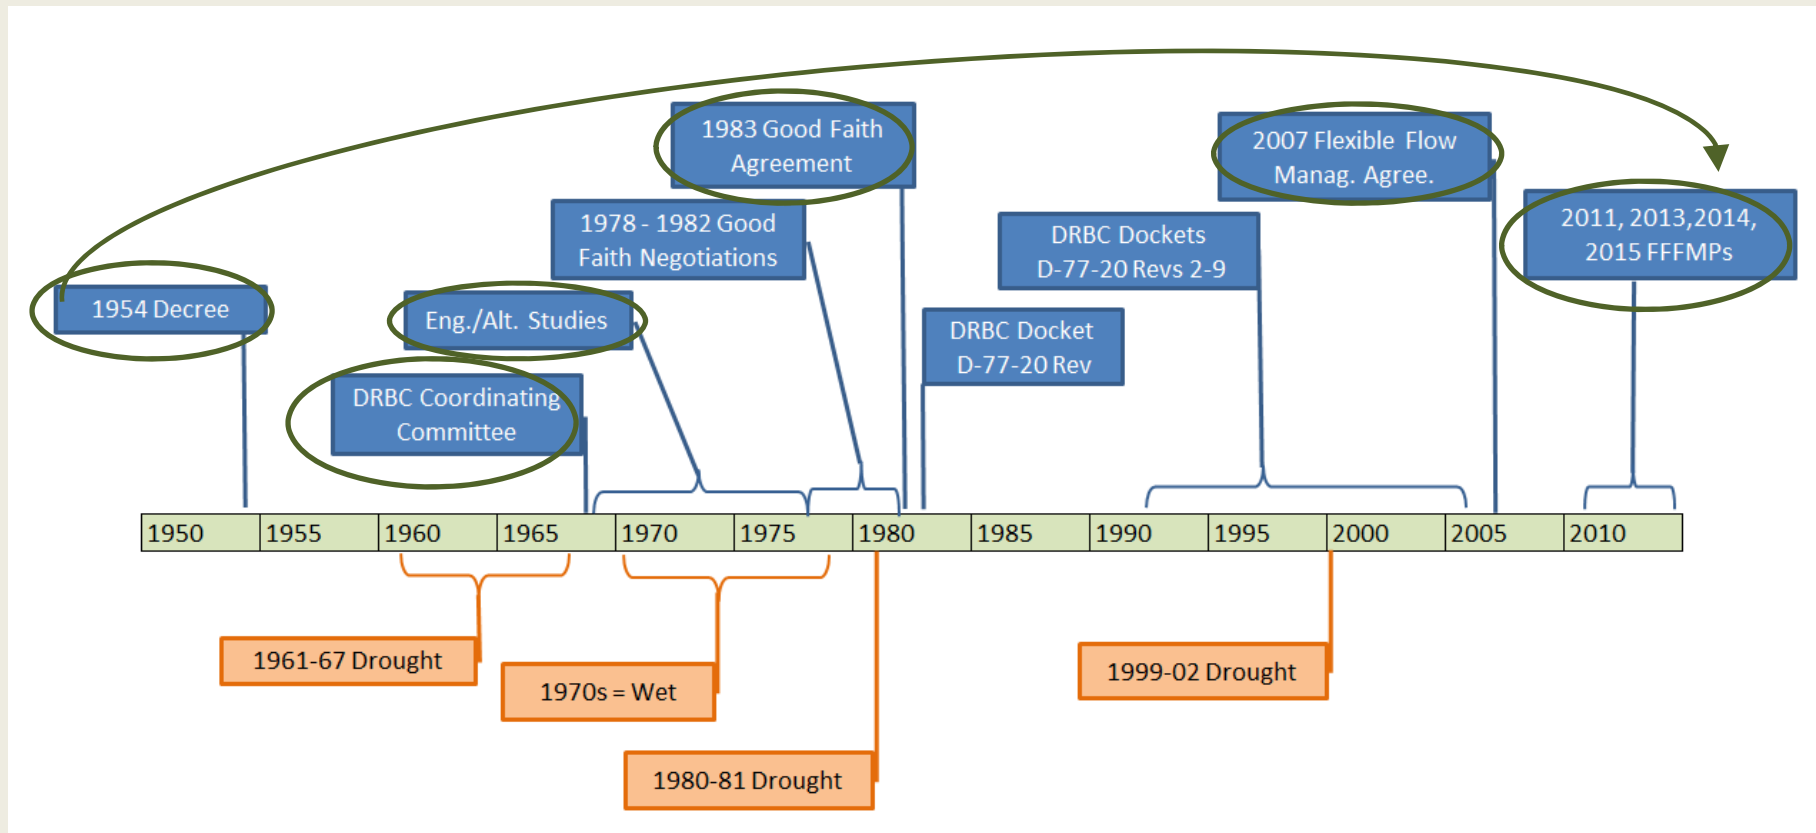 1983 Good Faith
Agreement
2007 Flexible Flow
Manag. Agree.
1978 - 1982 Good
Faith Negotiations
DRBC Dockets
D-77-20 Revs 2-9
2011, 2013,2014,
2015 FFFMPs
1954 Decree
Eng./Alt. Studies
DRBC Docket
D-77-20 Rev
DRBC Coordinating
Committee
1950 1955 1960 1965 1970 1975 1980 1985 1990 1995 2000 2005 2010
1961-67 Drought
1970s = Wet
1999-02 Drought
1980-81 Drought